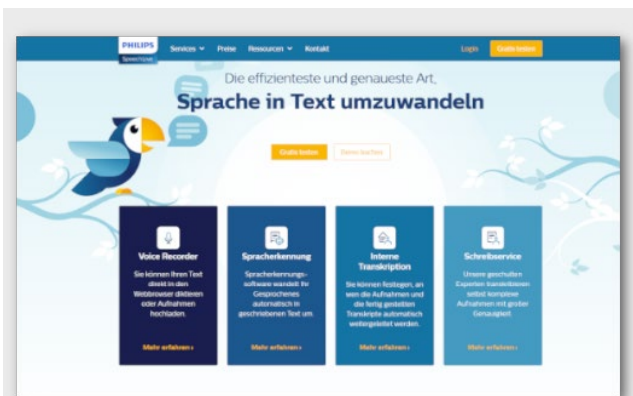 PHILIPS
SpeechLive
Services
Preise
Ressourcen
Kontakt
Login
Gratis testen
Die effizienteste und genaueste Art,
Sprache in Text umzuwandeln
Gratis testen
Demo buchen
Voice Recorder
Sie können Ihren Text
direkt in den
Webbrowser diktieren
oder Aufnahmen
hochladen.
Mehr erfahren ›
Spracherkennung
Spracherkennungs-
software wandelt Ihr
Gesprochenes
automatisch in
geschriebenen Text um.
Mehr erfahren ›
Interne
Transkription
Sie können festlegen, an
wen die Aufnahmen und
die fertig gestellten
Transkripte automatisch
weitergeleitet werden.
Mehr erfahren ›
Schreibservice
Unsere geschulten
Experten transkribieren
selbst komplexe
Aufnahmen mit großer
Genauigkeit.
Mehr erfahren ›